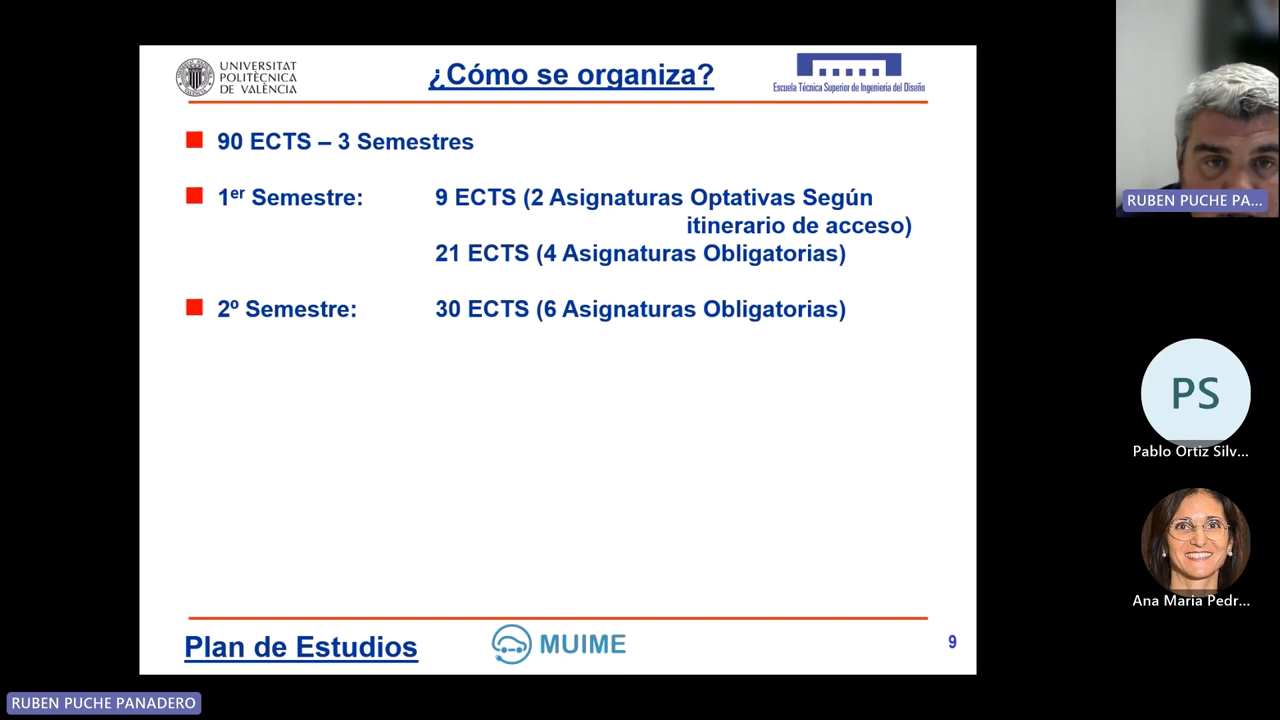 UNIVERSITAT
POLITÈCNICA
DE VALÈNCIA
¿Cómo se organiza?
Escuela Técnica Superior de Ingeniería del Diseño
90 ECTS – 3 Semestres
1er Semestre: 9 ECTS (2 Asignaturas Optativas Según
itinerario de acceso)
21 ECTS (4 Asignaturas Obligatorias)
2º Semestre: 30 ECTS (6 Asignaturas Obligatorias)
Plan de Estudios
MUIME
9
RUBEN PUCHE PA...
PS
Pablo Ortiz Silv...
Ana Maria Pedr...
RUBEN PUCHE PANADERO